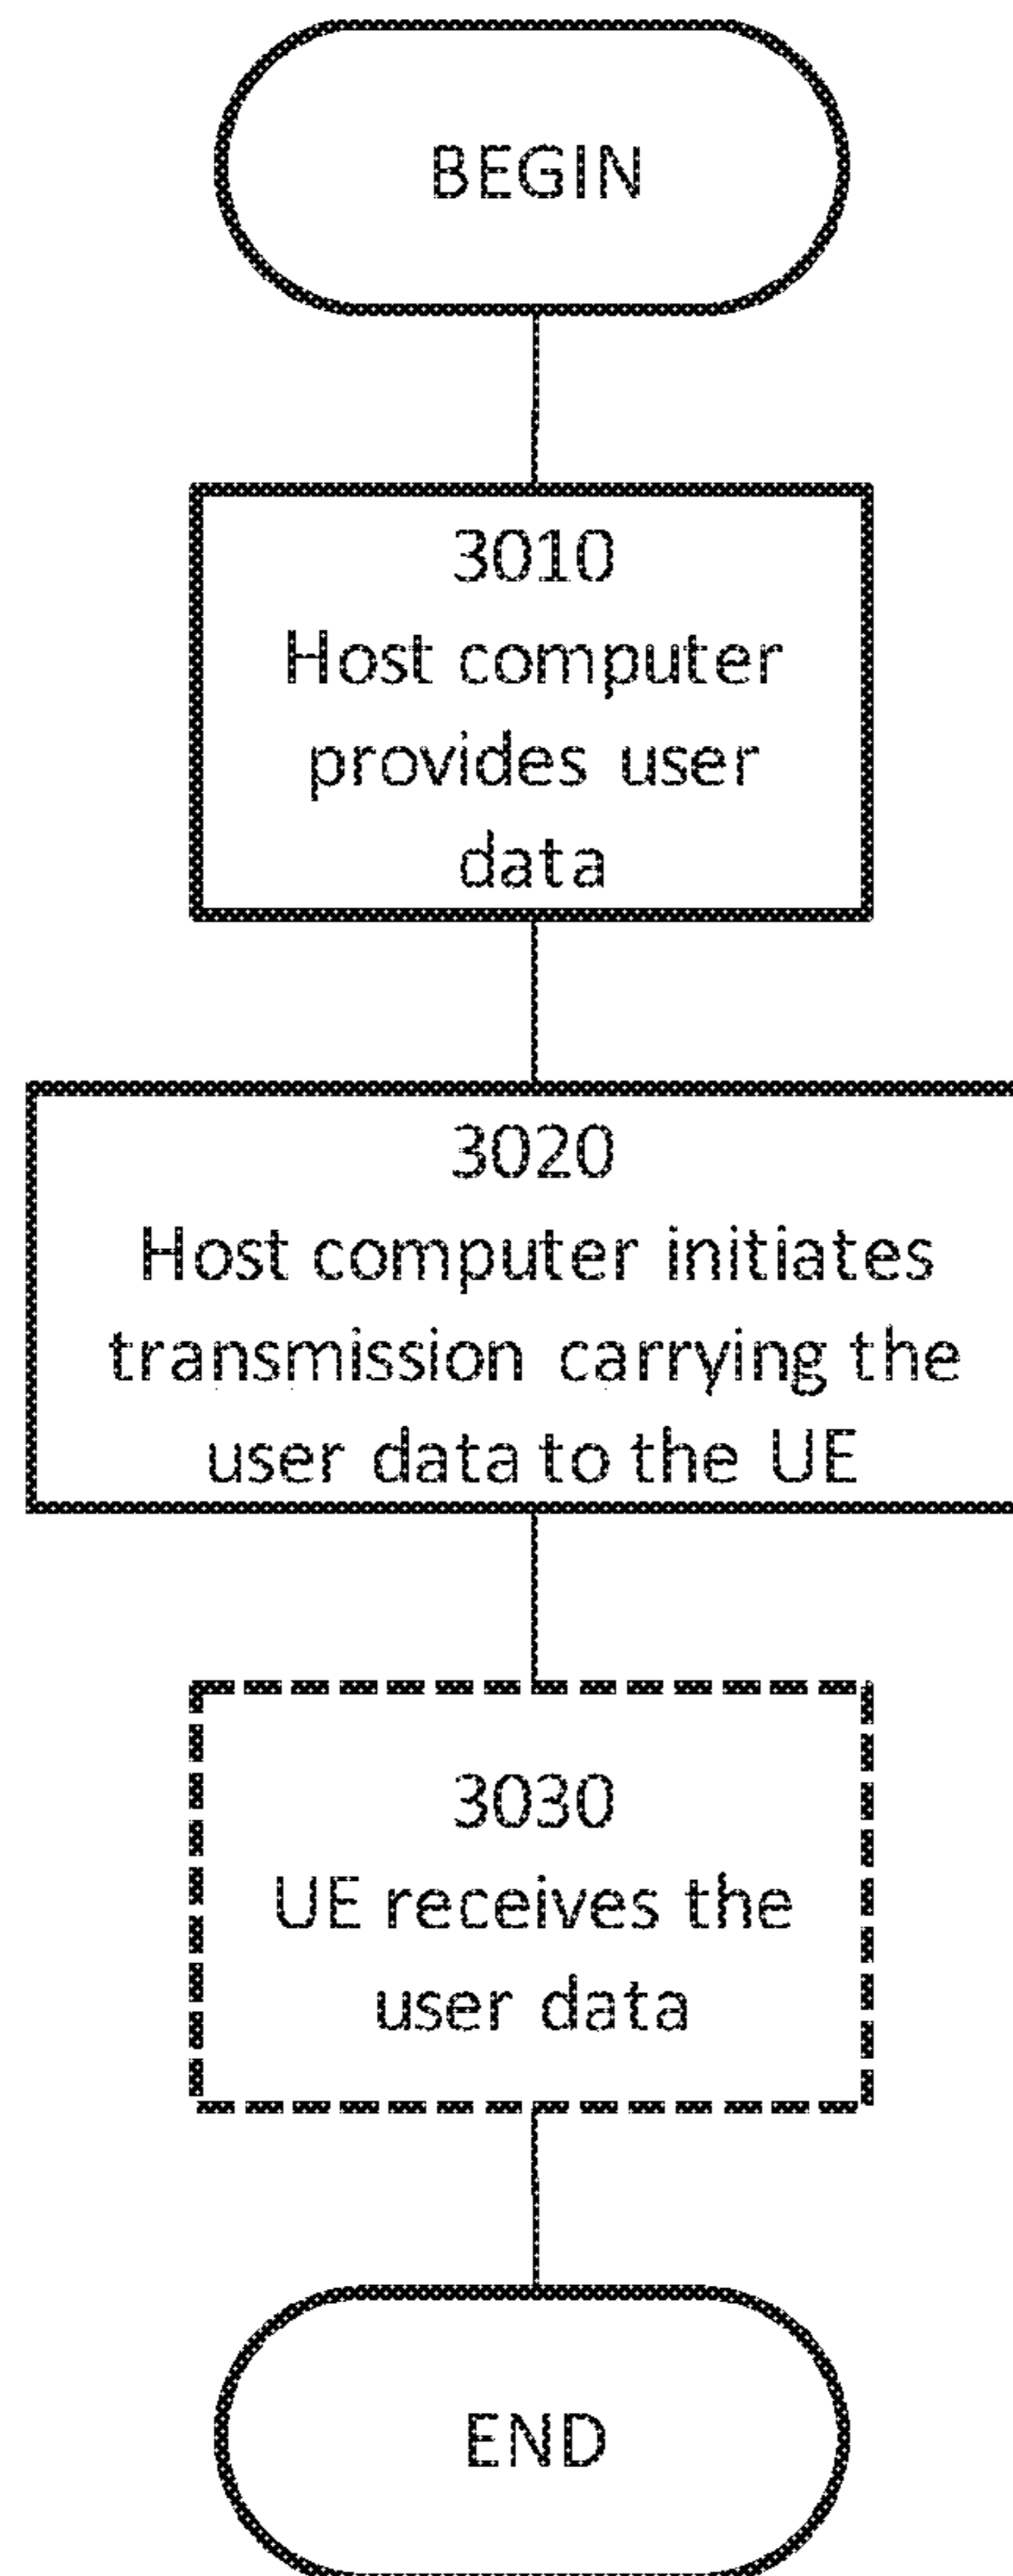 BEGIN
3010
Host computer
provides user
data
3020
Host computer initiates
transmission carrying the
user data to the UE
3030
UE receives the
user data
END